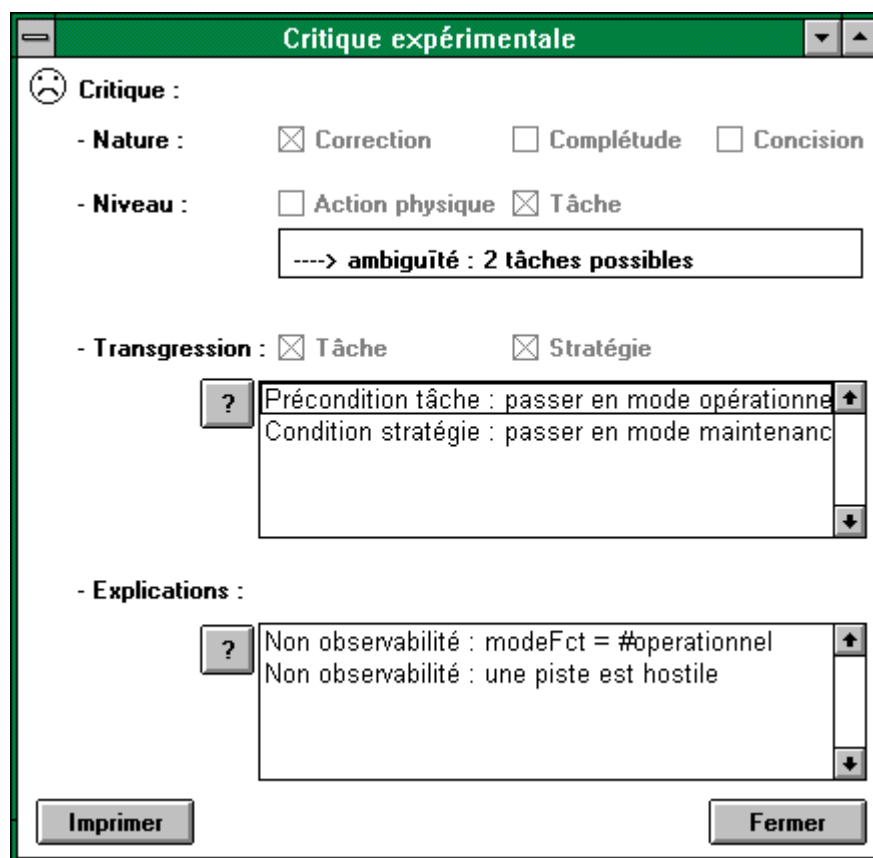 Critique expérimentale
Critique :
- Nature : Correction Complétude Concision
- Niveau : Action physique Tâche
----> ambiguïté : 2 tâches possibles
- Transgression : Tâche Stratégie
? Précondition tâche : passer en mode opérationne
Condition stratégie : passer en mode maintenanc
- Explications :
? Non observabilité : modeFct = #operationnel
Non observabilité : une piste est hostile
Imprimer Fermer